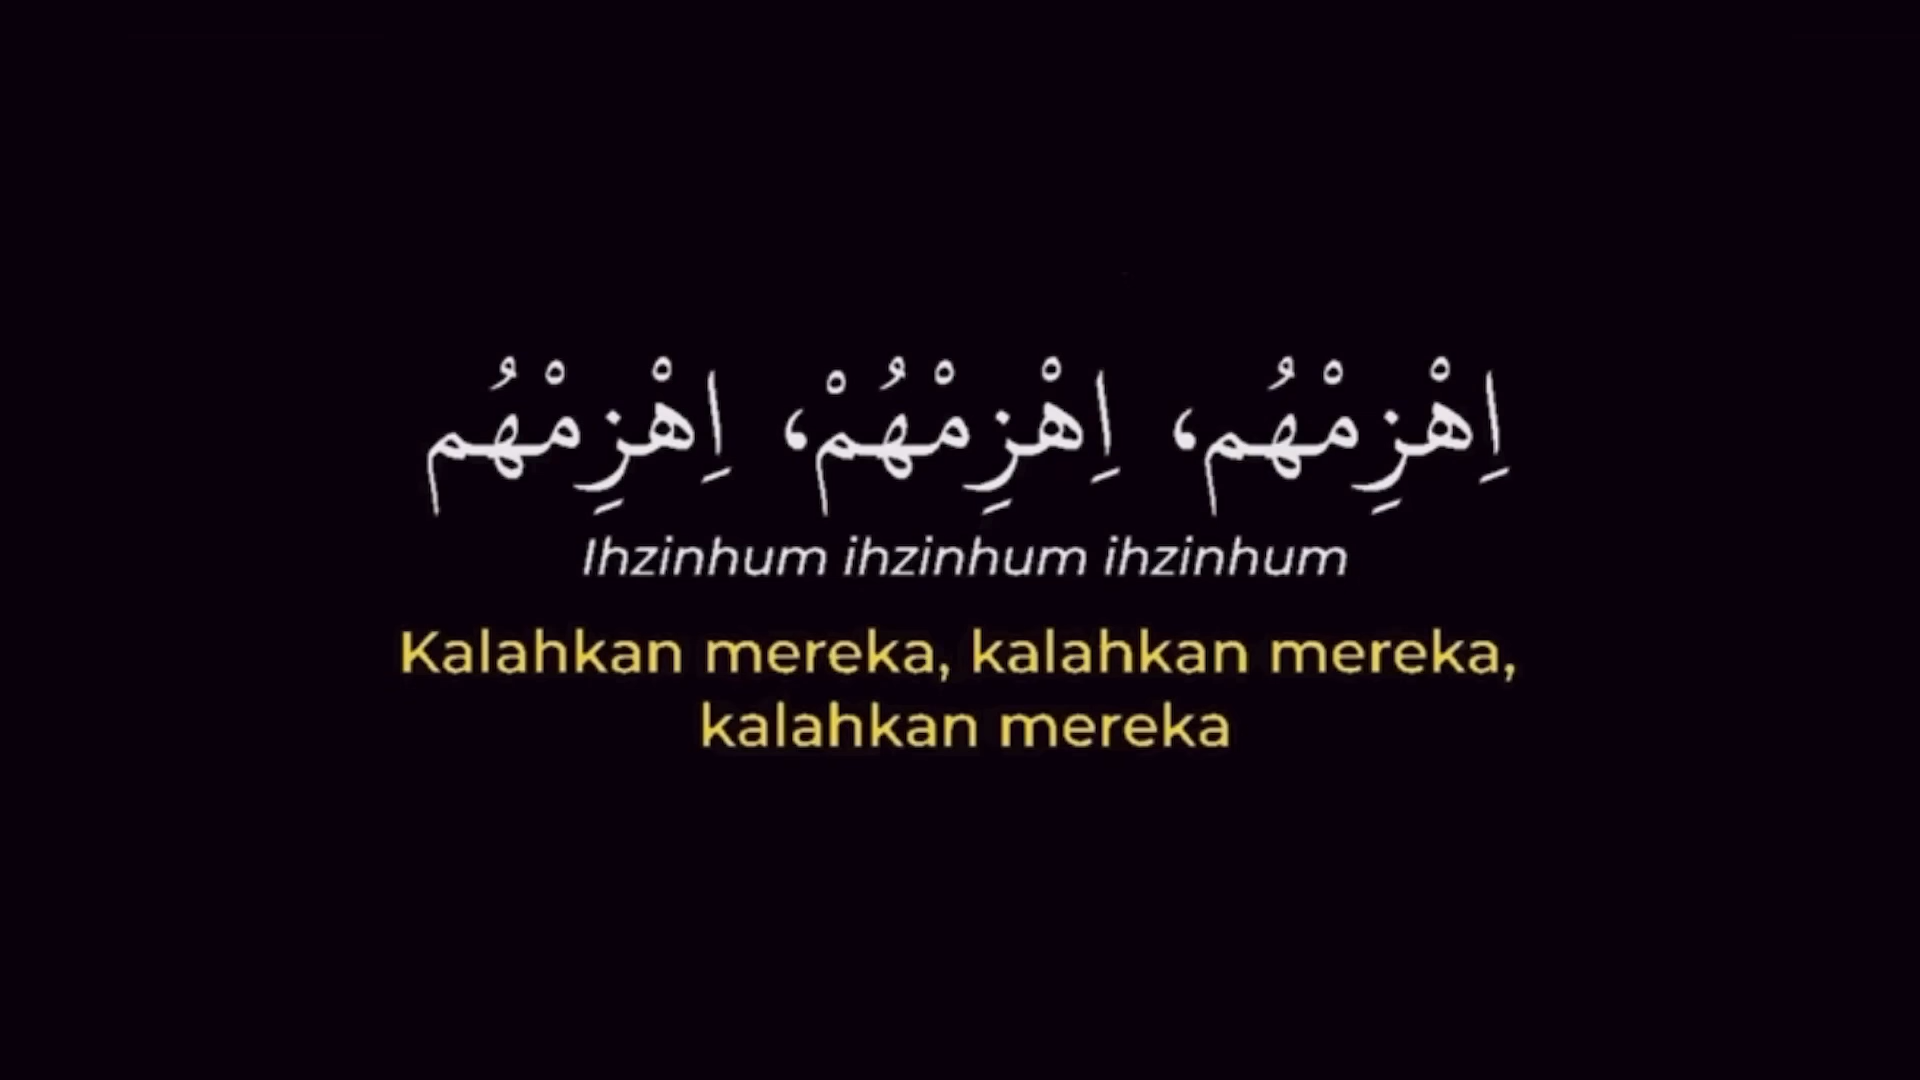 اِهْزِمْهُم، اِهْزِمْهُمْ، اِهْزِمْهُم
Ihzinhum ihzinhum ihzinhum
Kalahkan mereka, kalahkan mereka,
kalahkan mereka